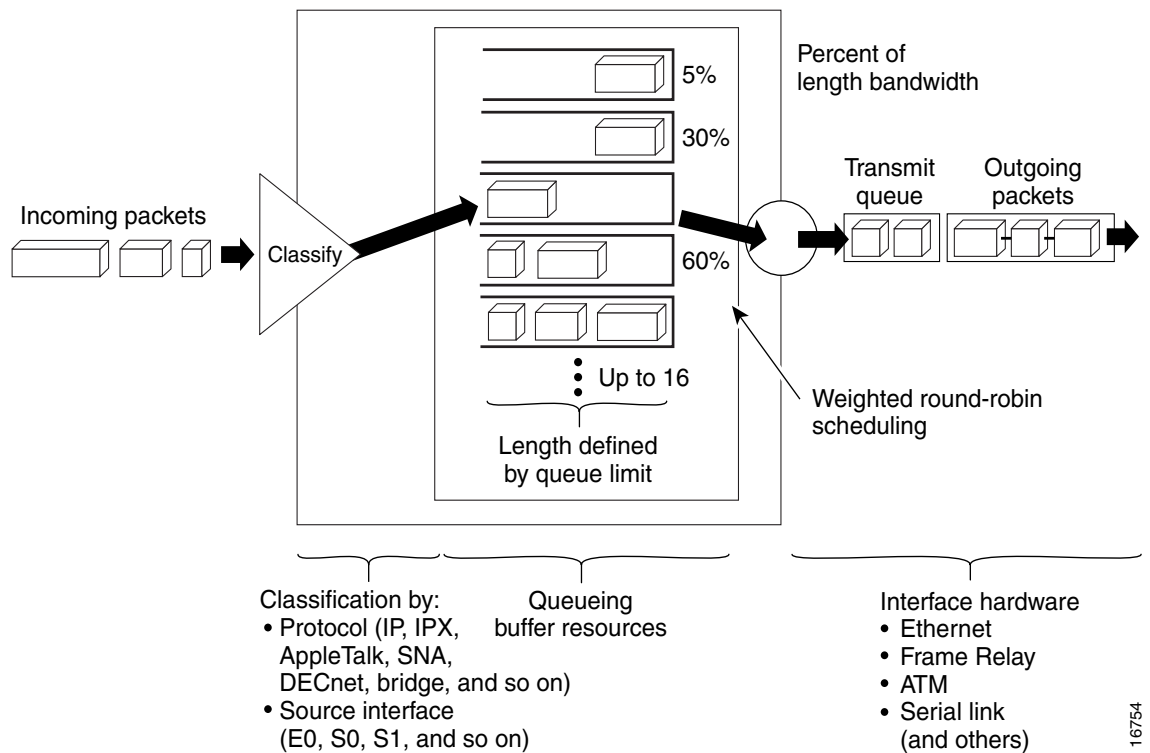 Percent of
length bandwidth
5%
30%
60%
Incoming packets
Classify
Transmit
queue
Outgoing
packets
Up to 16
Length defined
by queue limit
Weighted round-robin
scheduling
Classification by:
• Protocol (IP, IPX,
AppleTalk, SNA,
DECnet, bridge, and so on)
• Source interface
(E0, S0, S1, and so on)
Queueing
buffer resources
Interface hardware
• Ethernet
• Frame Relay
• ATM
• Serial link
(and others)
16754